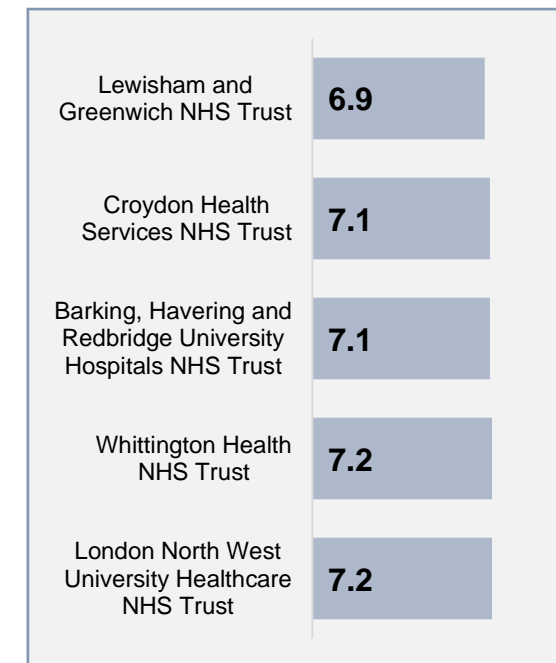 Lewisham and
Greenwich NHS Trust
6.9
Croydon Health
Services NHS Trust
7.1
Barking, Havering and
Redbridge University
Hospitals NHS Trust
7.1
Whittington Health
NHS Trust
7.2
London North West
University Healthcare
NHS Trust
7.2